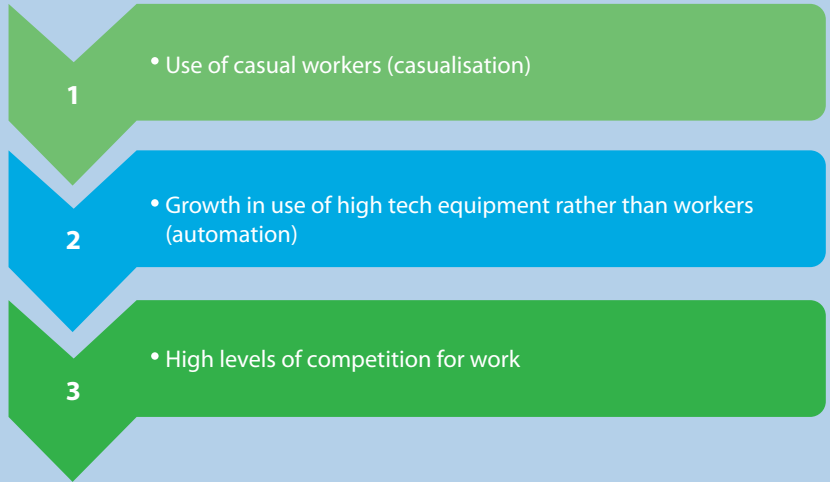 1
• Use of casual workers (casualisation)
2
• Growth in use of high tech equipment rather than workers
(automation)
3
• High levels of competition for work